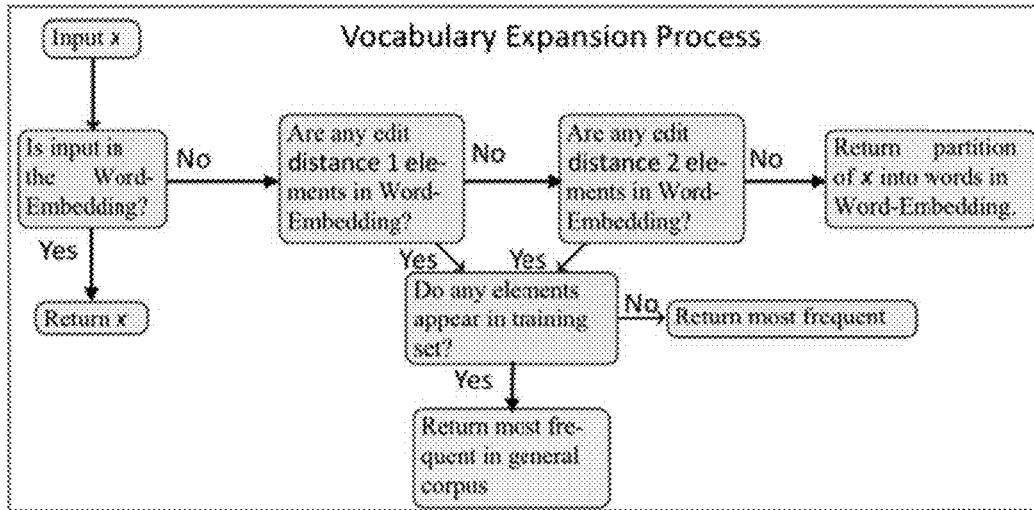 Vocabulary Expansion Process
Input x
Is input in
the Word-
Embedding?
No
Are any edit
distance 1 ele-
ments in Word-
Embedding?
No
Are any edit
distance 2 ele-
ments in Word-
Embedding?
No
Return partition
of x into words in
Word-Embedding.
Yes
Return x
Yes
Yes
Do any elements
appear in training
set?
No
Return most frequent
Yes
Return most fre-
quent in general
corpus